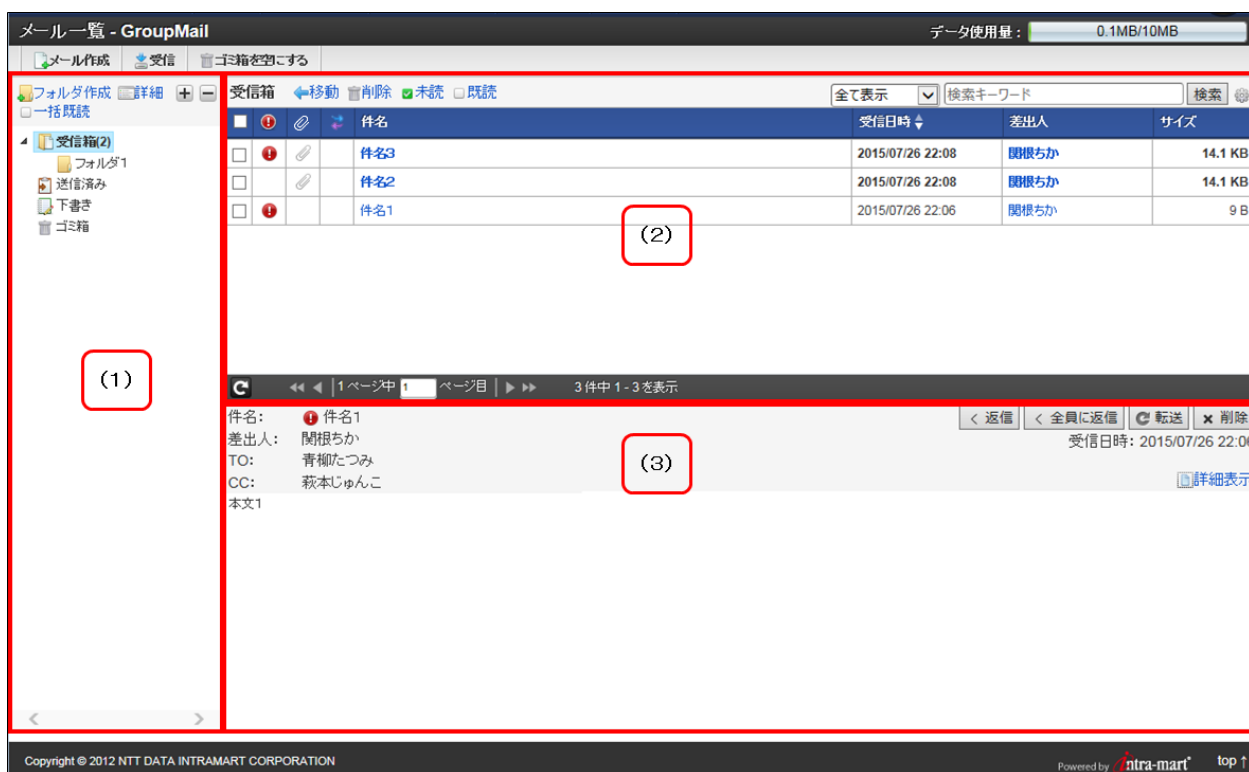 メール一覧 - GroupMail データ使用量： 0.1MB/10MB
メール作成 受信 ゴミ箱を空にする
フォルダ作成 詳細
一括既読
受信箱(2)
フォルダ1
送信済み
下書き
ゴミ箱
(1)
受信箱 移動 削除 未読 既読 全て表示 検索キーワード 検索
件名 受信日時 差出人 サイズ
件名3 2015/07/26 22:08 関根ちか 14.1 KB
件名2 2015/07/26 22:08 関根ちか 14.1 KB
件名1 2015/07/26 22:06 関根ちか 9 B
(2)
1 ページ中 1 ページ目 3 件中 1 - 3 を表示
件名: 件名1 返信 全員に返信 転送 削除
差出人: 関根ちか 受信日時: 2015/07/26 22:06
TO: 青柳たつみ
(3)
CC: 萩本じゅんこ 詳細表示
本文1
Copyright © 2012 NTT DATA INTRAMART CORPORATION Powered by intra-mart top ↑